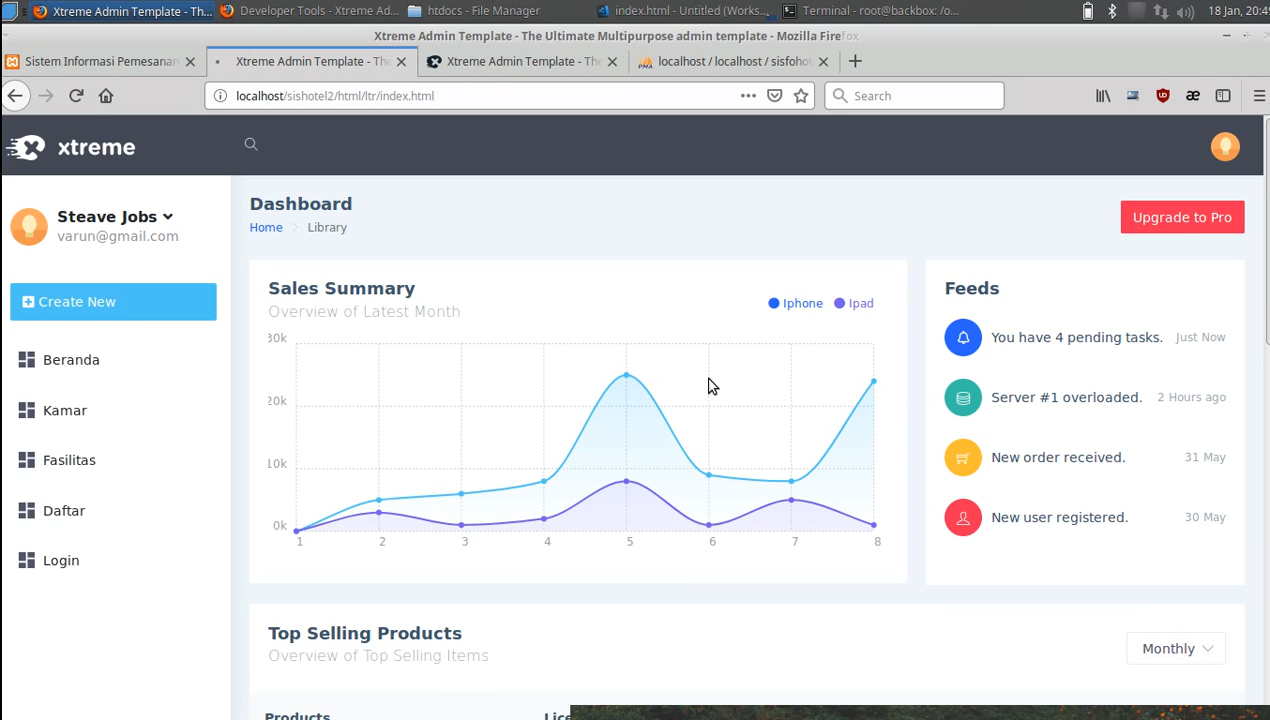 Xtreme Admin Template - Th...
Developer Tools - Xtreme Ad...
htdocs - File Manager
index.html - Untitled (Works...
Terminal - root@backbox: /o...
18 Jan, 20:4
Xtreme Admin Template - The Ultimate Multipurpose admin template - Mozilla Firefox
Sistem Informasi Pemesanan
Xtreme Admin Template - The
Xtreme Admin Template - The
localhost / localhost / sisfohot
localhost/sishotel2/html/ltr/index.html
Search
xtreme
Steave Jobs
varun@gmail.com
Create New
Beranda
Kamar
Fasilitas
Daftar
Login
Dashboard
Home
Library
Upgrade to Pro
Sales Summary
Overview of Latest Month
Iphone
Ipad
30k
20k
10k
0k
1 2 3 4 5 6 7 8
Feeds
You have 4 pending tasks. Just Now
Server #1 overloaded. 2 Hours ago
New order received. 31 May
New user registered. 30 May
Top Selling Products
Overview of Top Selling Items
Monthly
Products